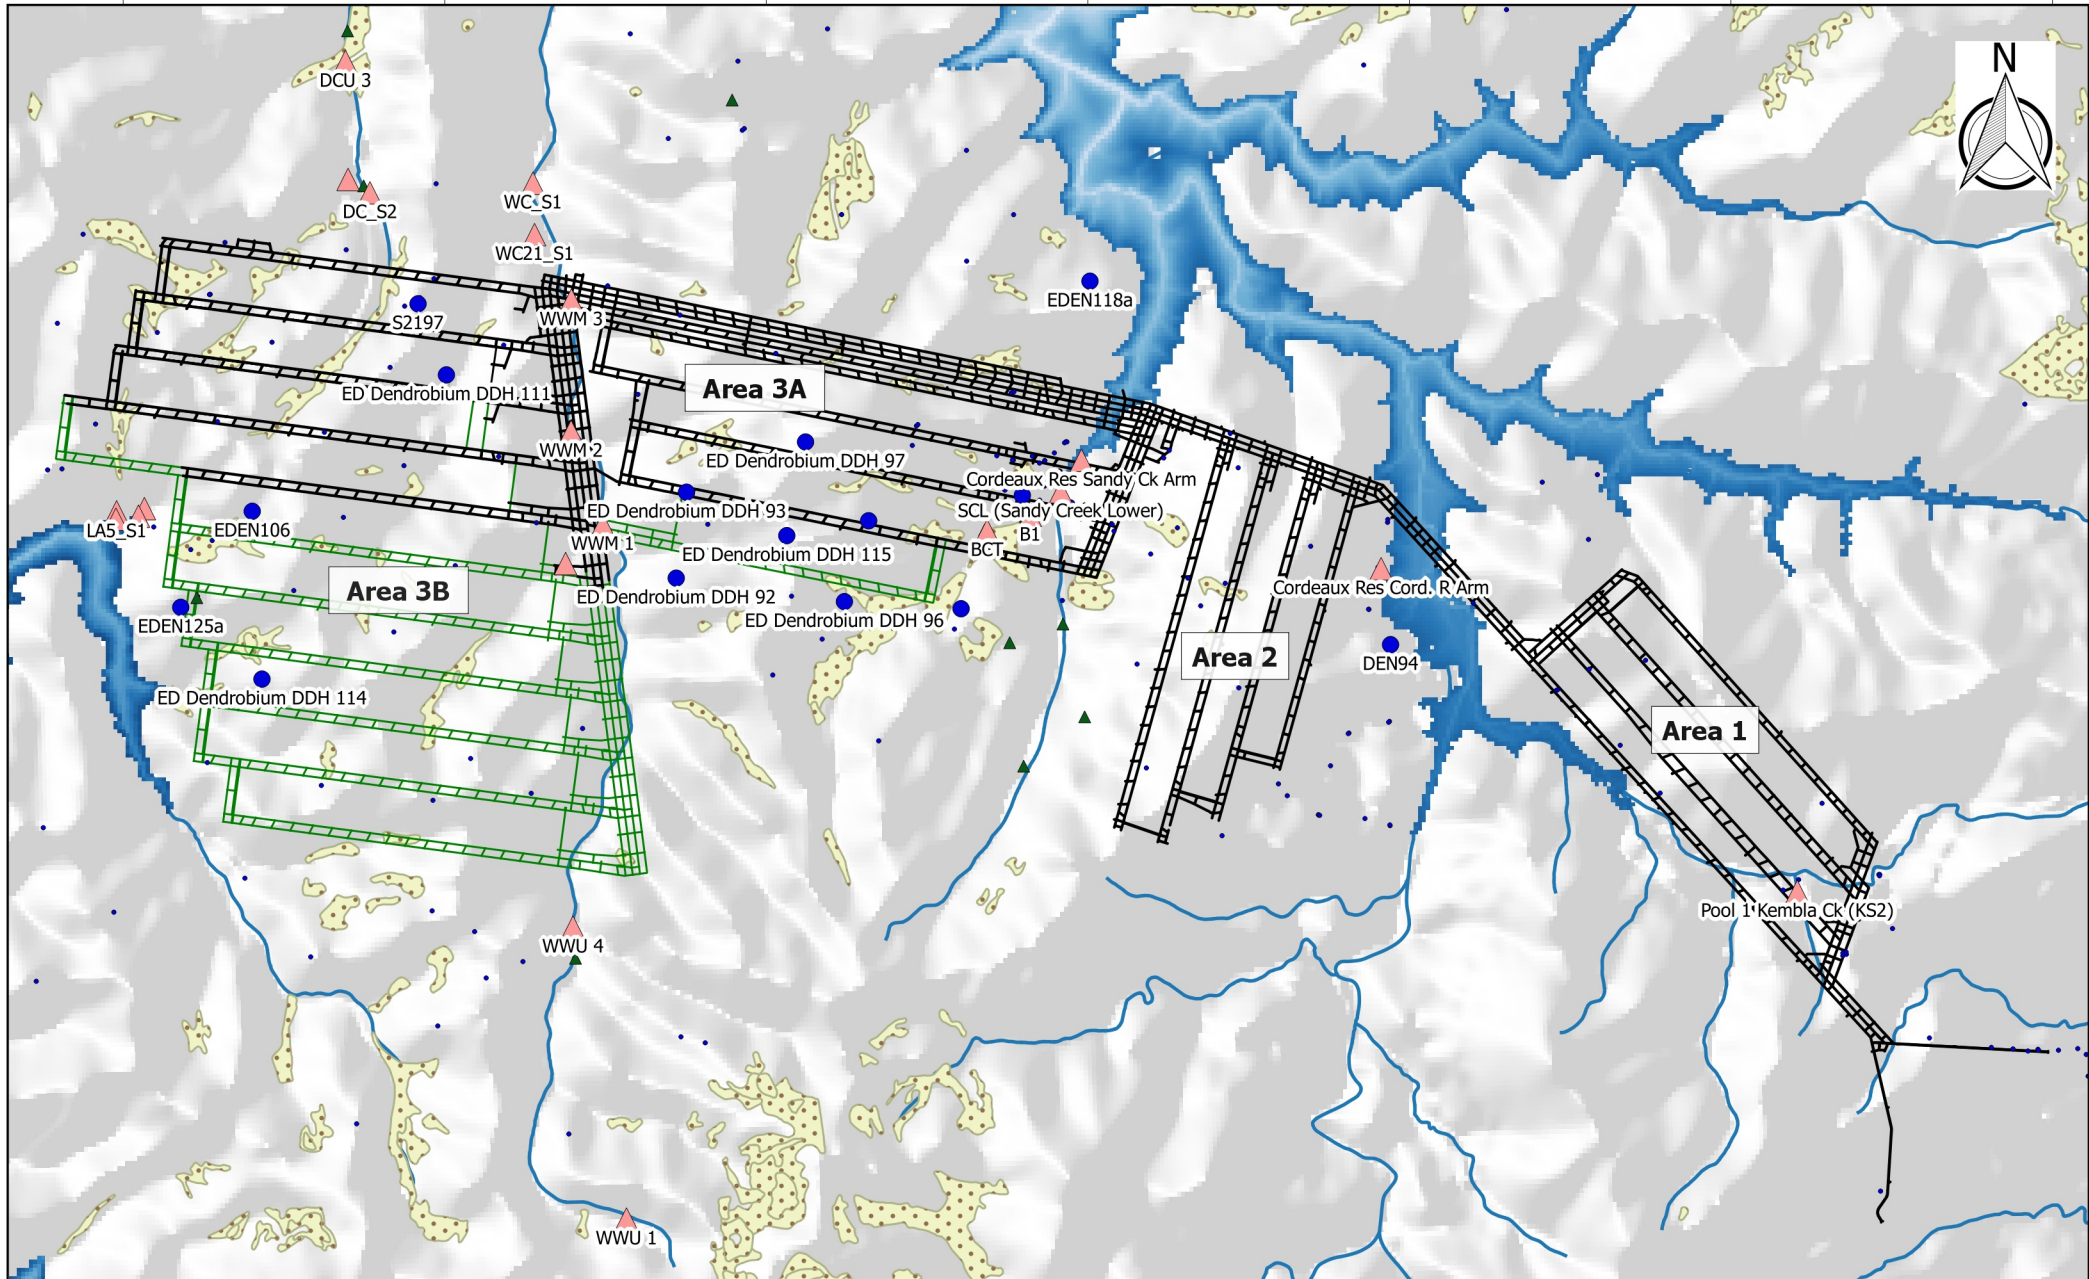 N
DCU 3
DC_S2
WC_S1
WC21_S1
EDEN118a
S2197
WWM 3
ED Dendrobium DDH 111
Area 3A
WWM 2
ED Dendrobium DDH 97
Cordeaux Res Sandy Ck Arm
ED Dendrobium DDH 93
SCL (Sandy Creek Lower)
LA5_S1
EDEN106
WWM 1
B1
BCT
ED Dendrobium DDH 115
Area 3B
ED Dendrobium DDH 92
Cordeaux Res Cord. R Arm
EDEN125a
ED Dendrobium DDH 96
Area 2
DEN94
ED Dendrobium DDH 114
Area 1
Pool 1 Kembla Ck (KS2)
WWU 4
WWU 1